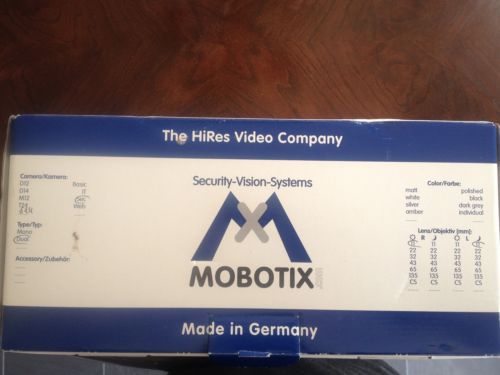 The HiRes Video Company
Security-Vision-Systems
MOBOTIX
Made in Germany
Camera/Kamera:
D12 Basic
Q14 IT
M12 Sec
T24 Web
Type/Typ:
Mono
Dual
Accessory/Zubehör:
Color/Farbe:
matt polished
white black
silver dark grey
amber individual
Lens/Objektiv (mm):
R L
11 11 11 11
22 22 22 22
32 32 32 32
43 43 43 43
65 65 65 65
135 135 135 135
CS CS CS CS